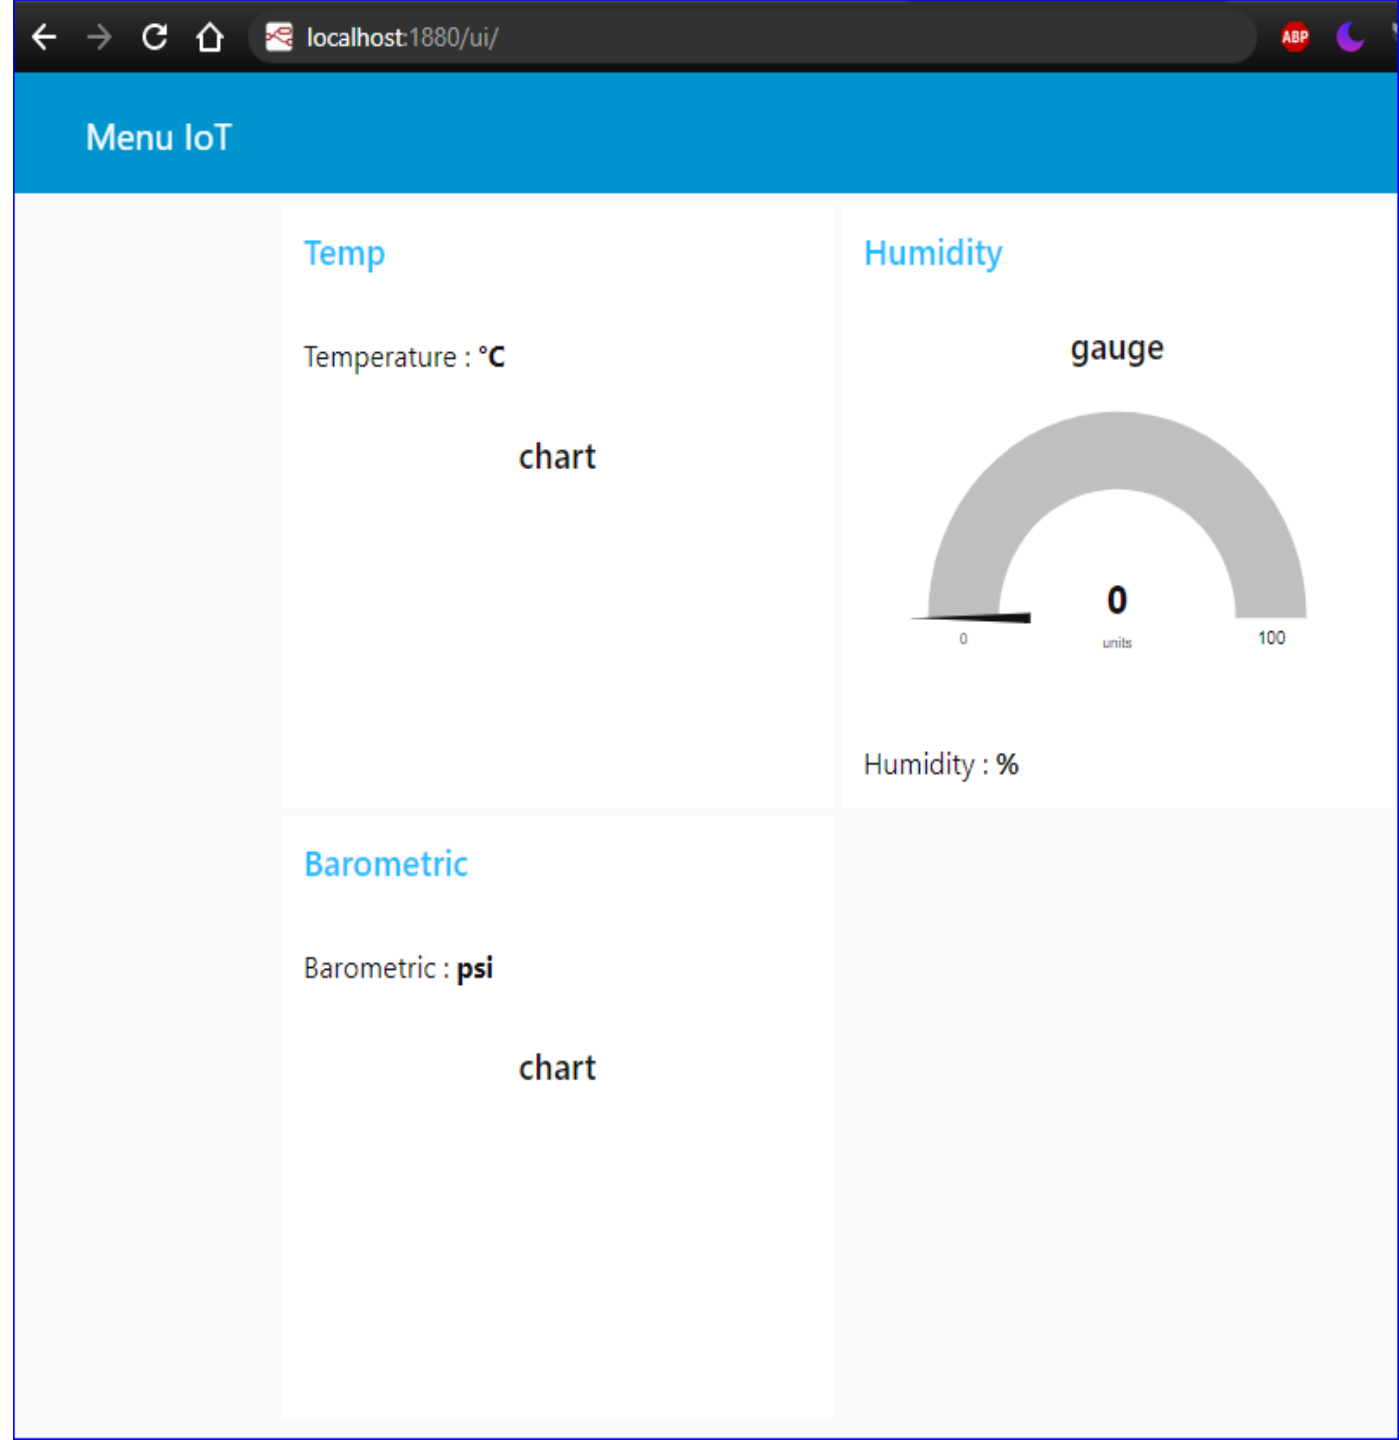 localhost:1880/ui/
ABP
Menu IoT
Temp
Temperature : °C
chart
Humidity
gauge
0
units
0
100
Humidity : %
Barometric
Barometric : psi
chart